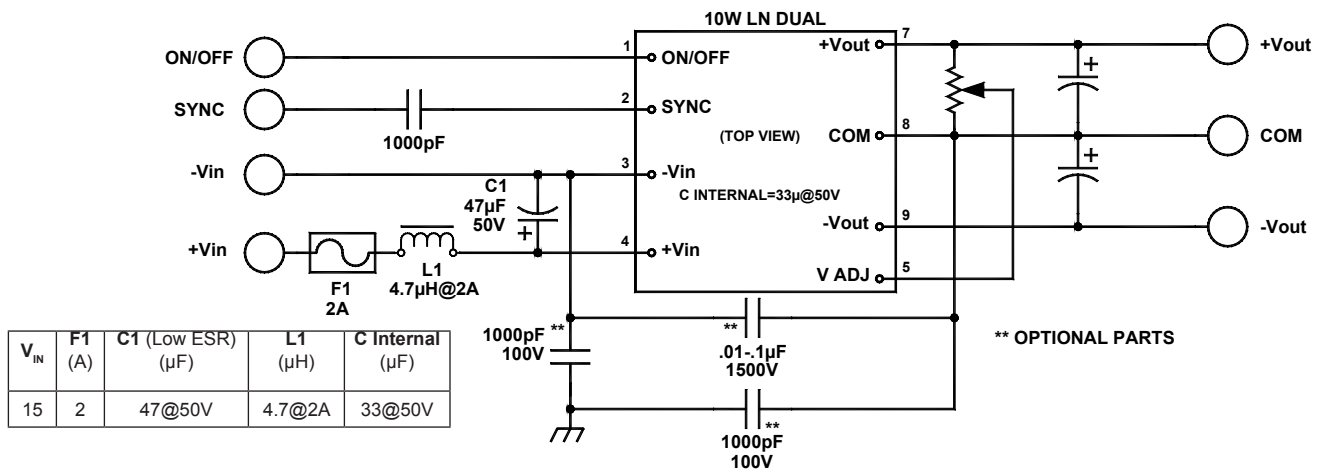 10W LN DUAL
ON/OFF
1
ON/OFF
+Vout
7
+Vout
+
SYNC
1000pF
2
SYNC
(TOP VIEW)
COM
8
COM
-Vin
3
-Vin
C1
47µF
50V
+
C INTERNAL=33µ@50V
+
-Vout
9
-Vout
+Vin
F1
2A
L1
4.7µH@2A
4
+Vin
V ADJ
5
1000pF **
100V
**
.01-.1µF
1500V
** OPTIONAL PARTS
**
1000pF
100V
VIN F1 (A) C1 (Low ESR) (µF) L1 (µH) C Internal (µF)
15 2 47@50V 4.7@2A 33@50V